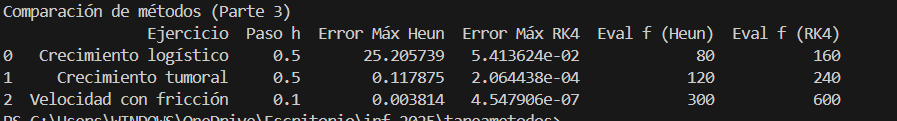 Comparación de métodos (Parte 3)
Ejercicio Paso h Error Máx Heun Error Máx RK4 Eval f (Heun) Eval f (RK4)
0 Crecimiento logístico 0.5 25.205739 5.413624e-02 80 160
1 Crecimiento tumoral 0.5 0.117875 2.064438e-04 120 240
2 Velocidad con fricción 0.1 0.003814 4.547906e-07 300 600
PS C:\Users\WINDOWS\OneDrive\Escritorio\inf 2025\tareametodos>